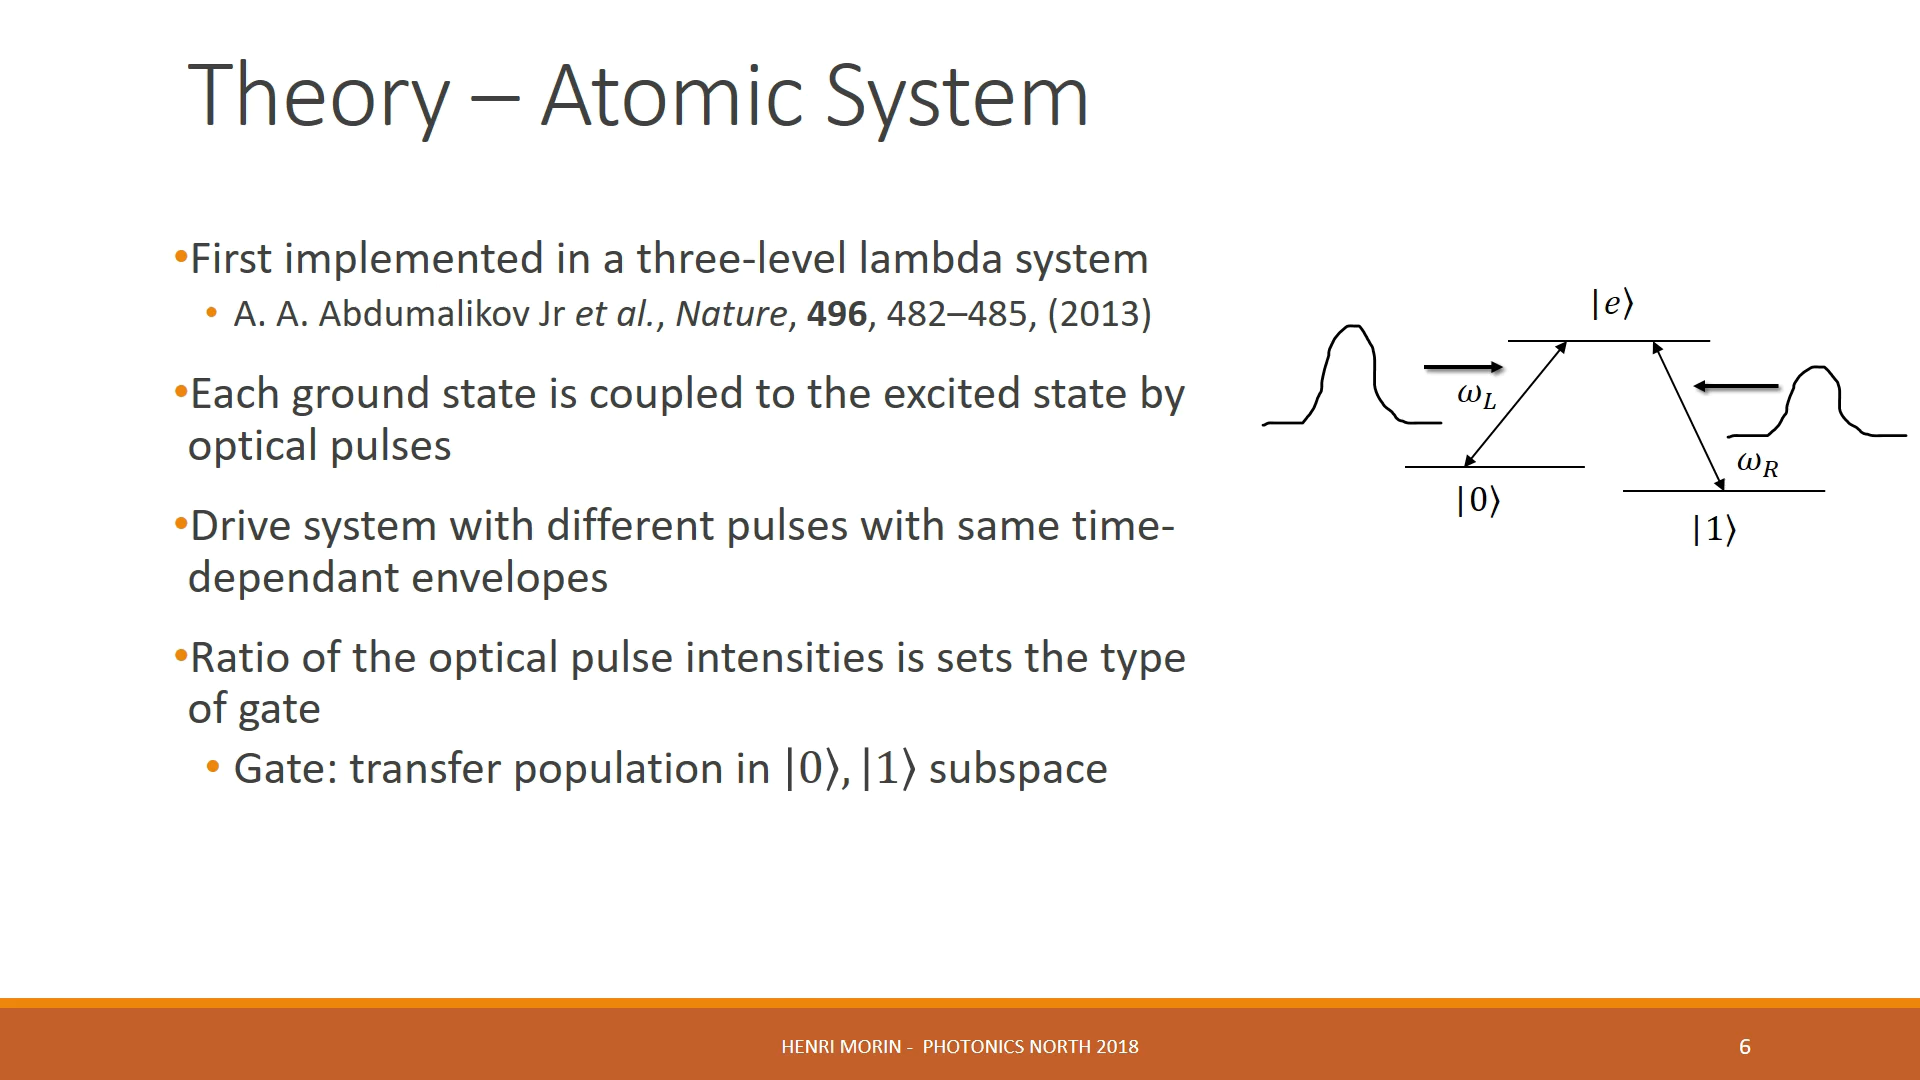 Theory – Atomic System
•First implemented in a three-level lambda system
• A. A. Abdumalikov Jr et al., Nature, 496, 482–485, (2013)
•Each ground state is coupled to the excited state by
optical pulses
•Drive system with different pulses with same time-
dependant envelopes
•Ratio of the optical pulse intensities is sets the type
of gate
• Gate: transfer population in |0⟩, |1⟩ subspace
|e⟩
ω_L
ω_R
|0⟩
|1⟩
HENRI MORIN - PHOTONICS NORTH 2018
6